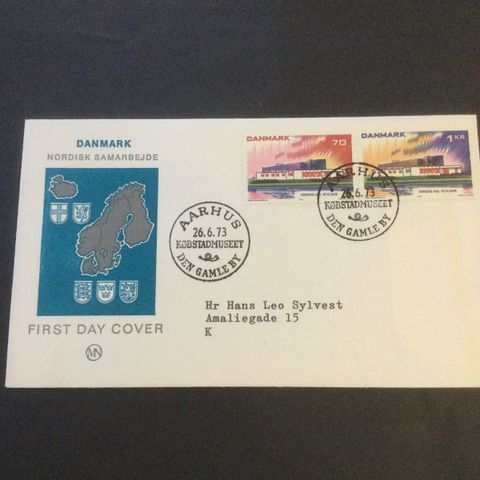 DANMARK
NORDISK SAMARBEJDE
FIRST DAY COVER
DANMARK 70
DANMARK 1 KR
AARHUS
26.6.73
KØBSTADMUSEET
DEN GAMLE BY
AARHUS
26.6.73
KØBSTADMUSEET
DEN GAMLE BY
Hr Hans Leo Sylvest
Amaliegade 15
K